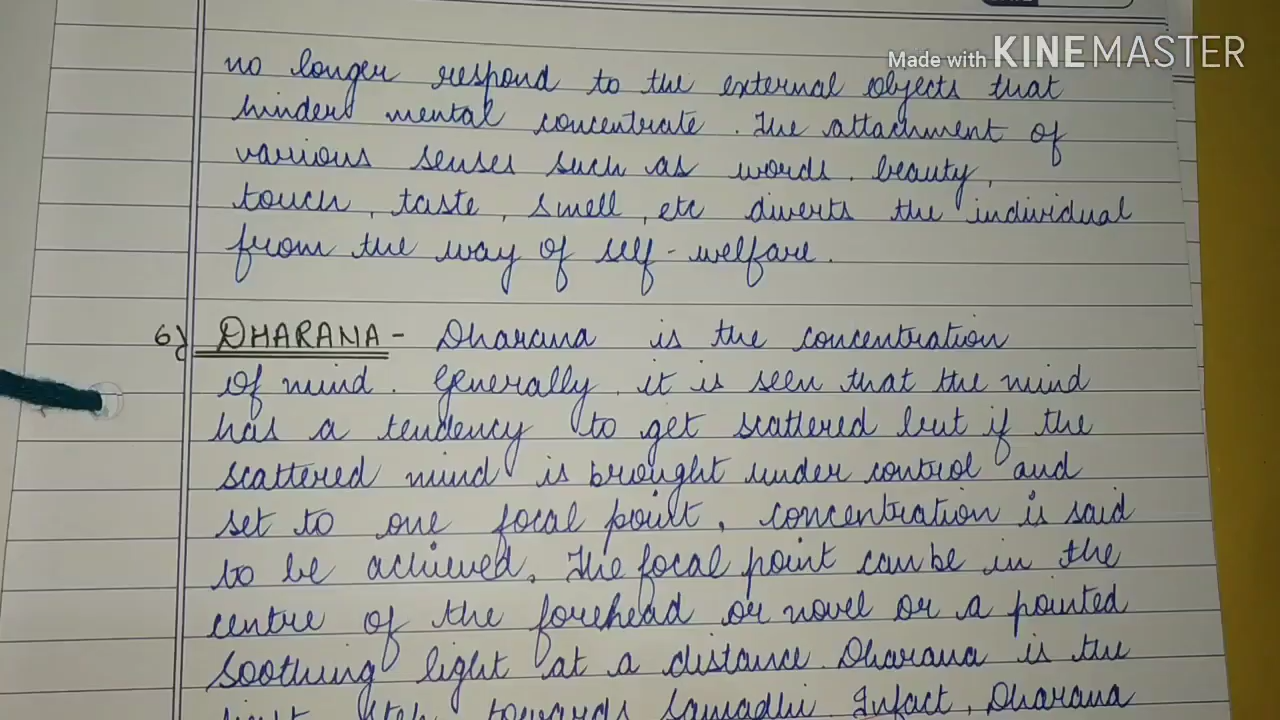 Made with KINEMASTER
no longer respond to the external objects that
hinders mental concentrate. The attachment of
various senses such as words. beauty,
touch, taste, smell, etc diverts the individual
from the way of self-welfare.
6) DHARANA- Dharana is the concentration
of mind. Generally it is seen that the mind
has a tendency to get scattered but if the
scattered mind is brought under control and
set to one focal point, concentration is said
to be achieved. The focal point can be in the
centre of the forehead or novel or a pointed
soothing light at a distance. Dharana is the
step towards Samadhi. Infact, Dharana